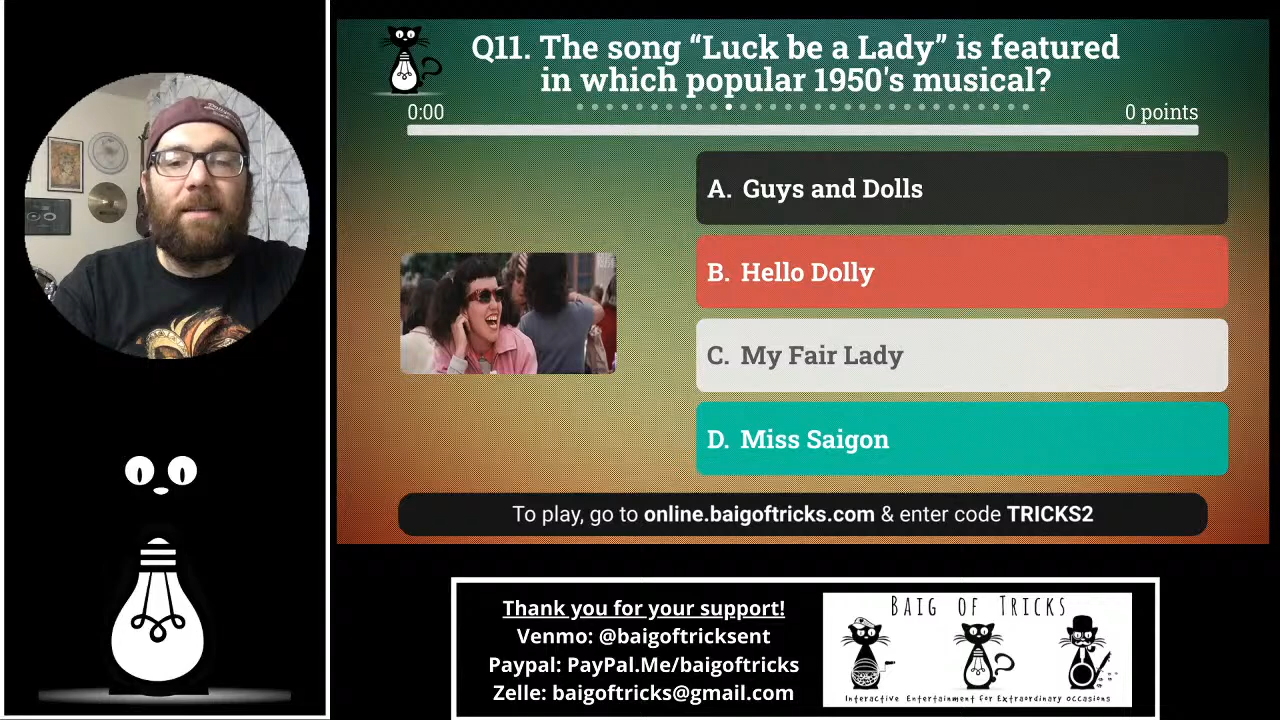 Q11. The song “Luck be a Lady” is featured
in which popular 1950's musical?
0:00
0 points
A. Guys and Dolls
B. Hello Dolly
C. My Fair Lady
D. Miss Saigon
To play, go to online.baigoftricks.com & enter code TRICKS2
Thank you for your support!
Venmo: @baigoftricksent
Paypal: PayPal.Me/baigoftricks
Zelle: baigoftricks@gmail.com
BAIG OF TRICKS
Interactive Entertainment for Extraordinary Occasions